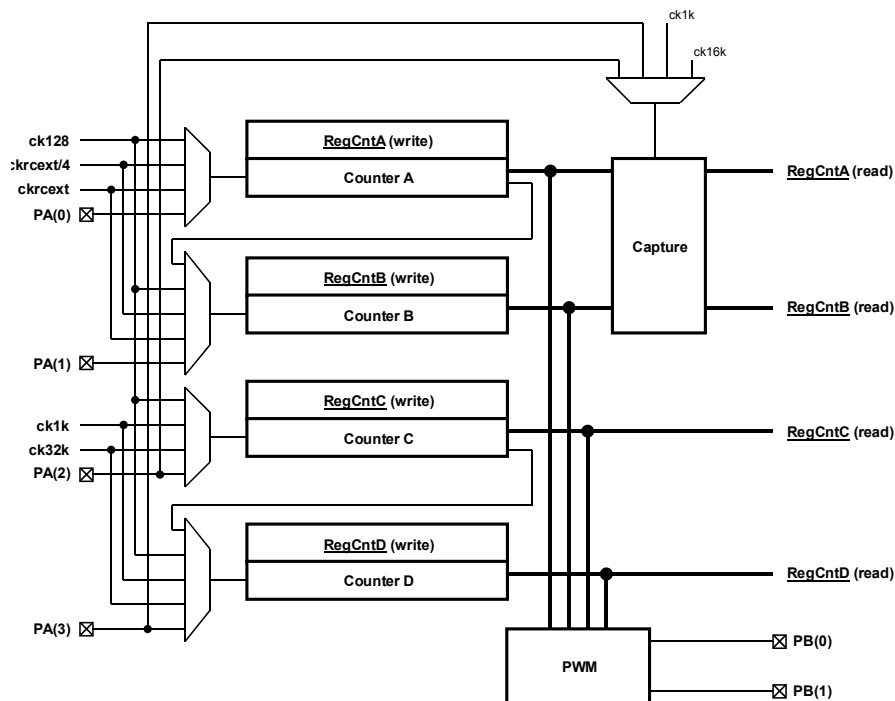 ck1k
ck16k
ck128
ckrcext/4
ckrcext
PA(0)
RegCntA (write)
Counter A
RegCntA (read)
Capture
RegCntB (write)
Counter B
RegCntB (read)
PA(1)
RegCntC (write)
Counter C
RegCntC (read)
ck1k
ck32k
PA(2)
RegCntD (write)
Counter D
RegCntD (read)
PA(3)
PWM
PB(0)
PB(1)